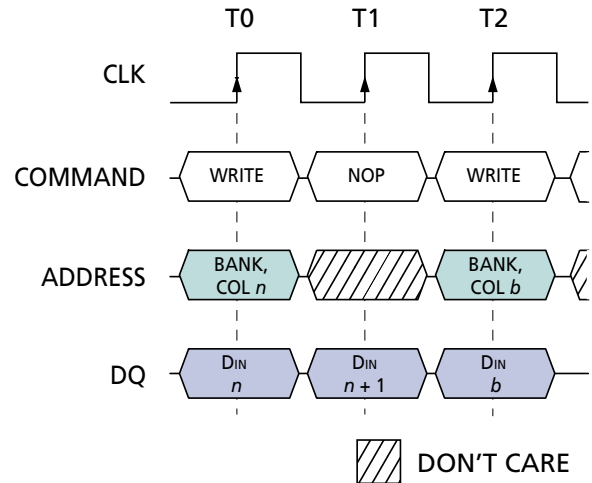 T0 T1 T2
CLK
COMMAND WRITE NOP WRITE
ADDRESS BANK, COL n BANK, COL b
DQ DIN n DIN n + 1 DIN b
DON'T CARE